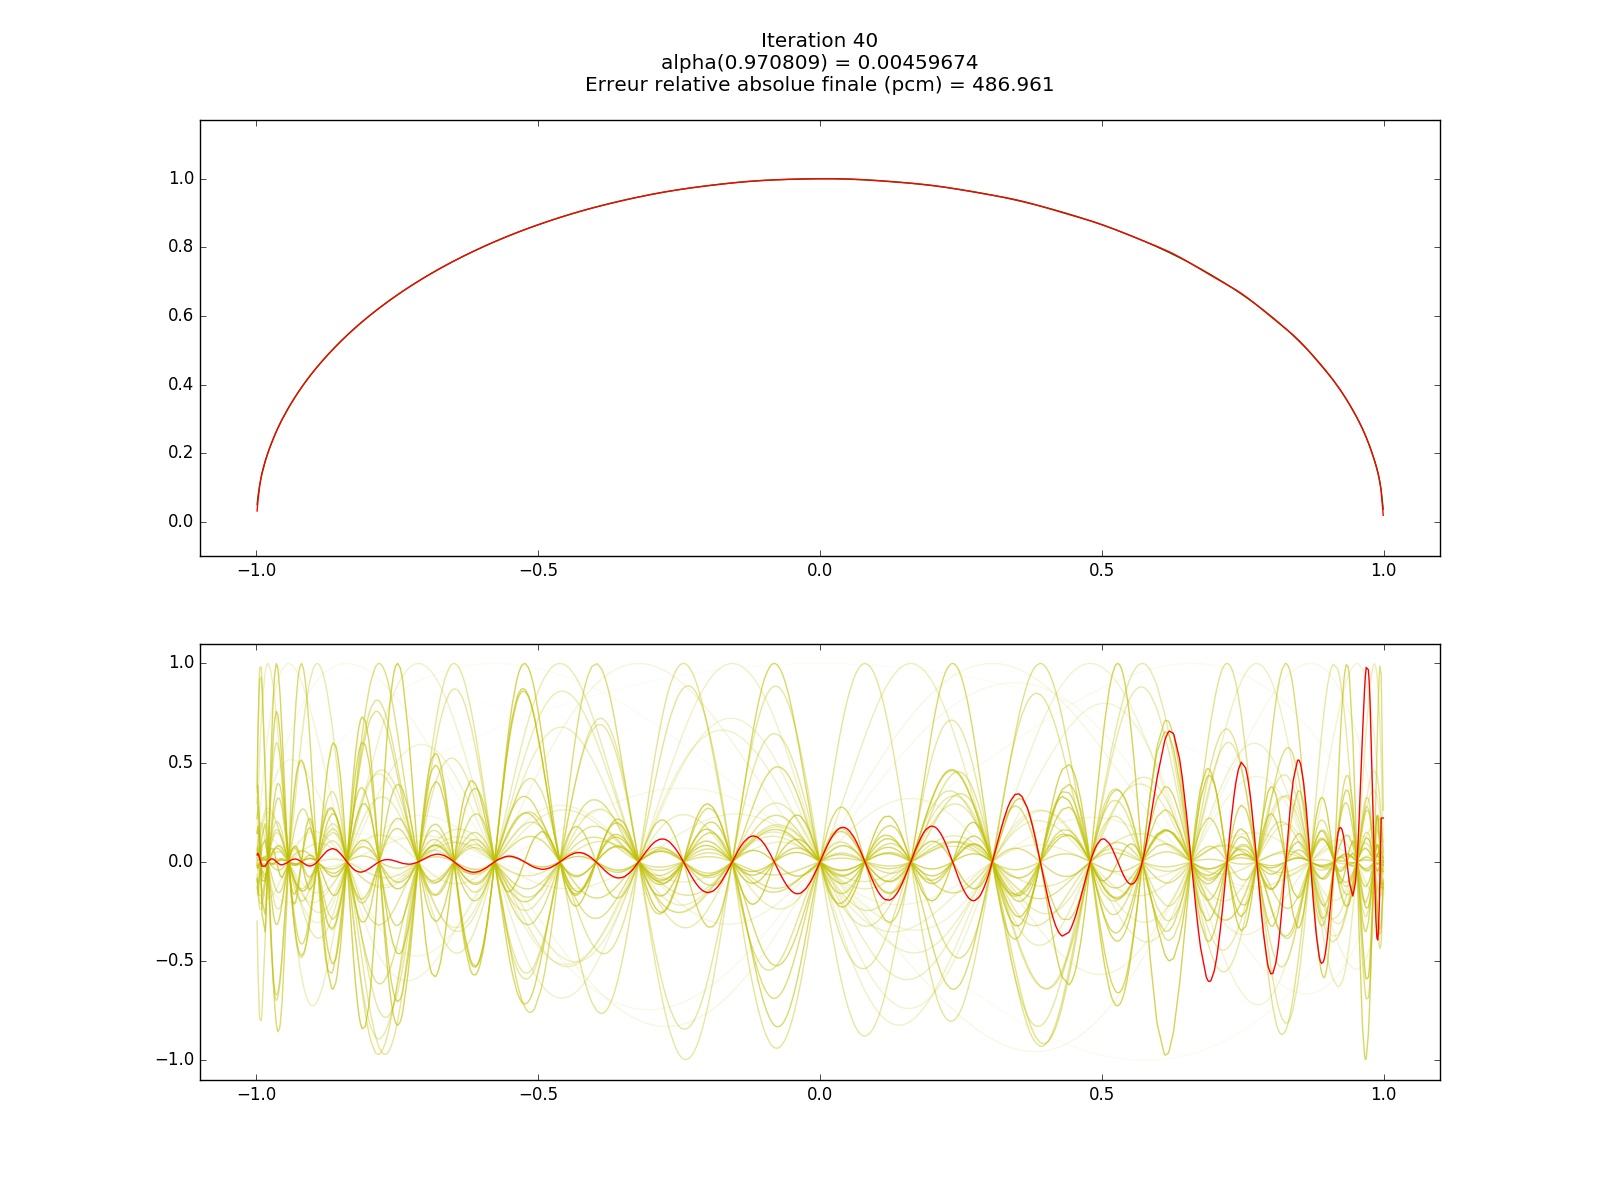 Iteration 40
alpha(0.970809) = 0.00459674
Erreur relative absolue finale (pcm) = 486.961
1.0
0.8
0.6
0.4
0.2
0.0
−1.0 −0.5 0.0 0.5 1.0
1.0
0.5
0.0
−0.5
−1.0
−1.0 −0.5 0.0 0.5 1.0